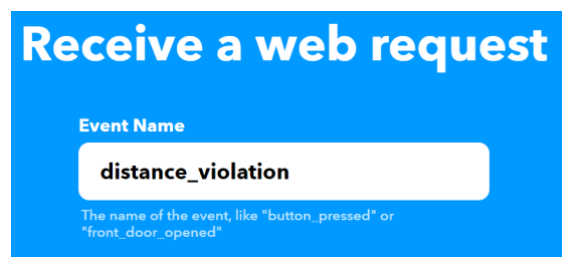 Receive a web request
Event Name
distance_violation
The name of the event, like "button_pressed" or
"front_door_opened"